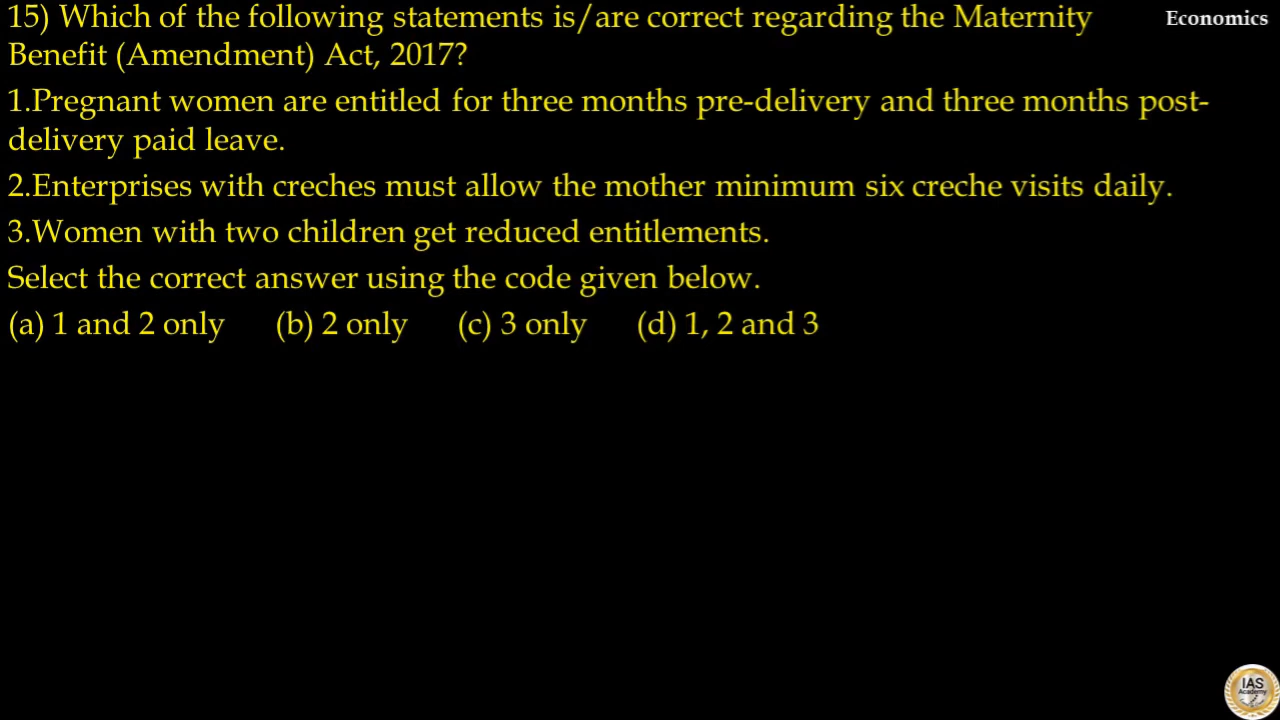 15) Which of the following statements is/are correct regarding the Maternity
Economics
Benefit (Amendment) Act, 2017?
1.Pregnant women are entitled for three months pre-delivery and three months post-
delivery paid leave.
2.Enterprises with creches must allow the mother minimum six creche visits daily.
3.Women with two children get reduced entitlements.
Select the correct answer using the code given below.
(a) 1 and 2 only (b) 2 only (c) 3 only (d) 1, 2 and 3
IAS
Academy